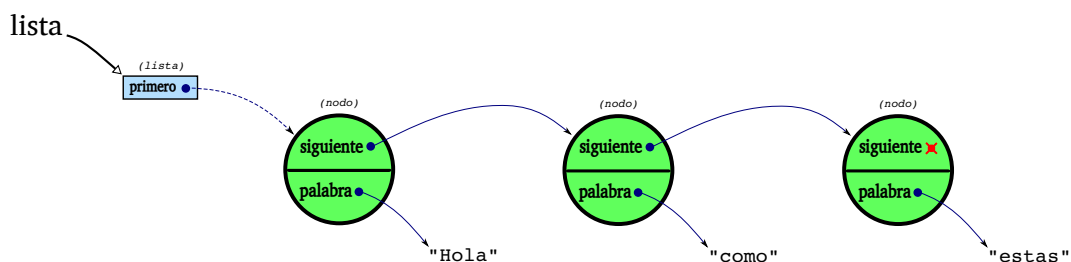 lista
(lista)
primero
(nodo) (nodo) (nodo)
siguiente siguiente siguiente
palabra palabra palabra
"Hola" "como" "estas"